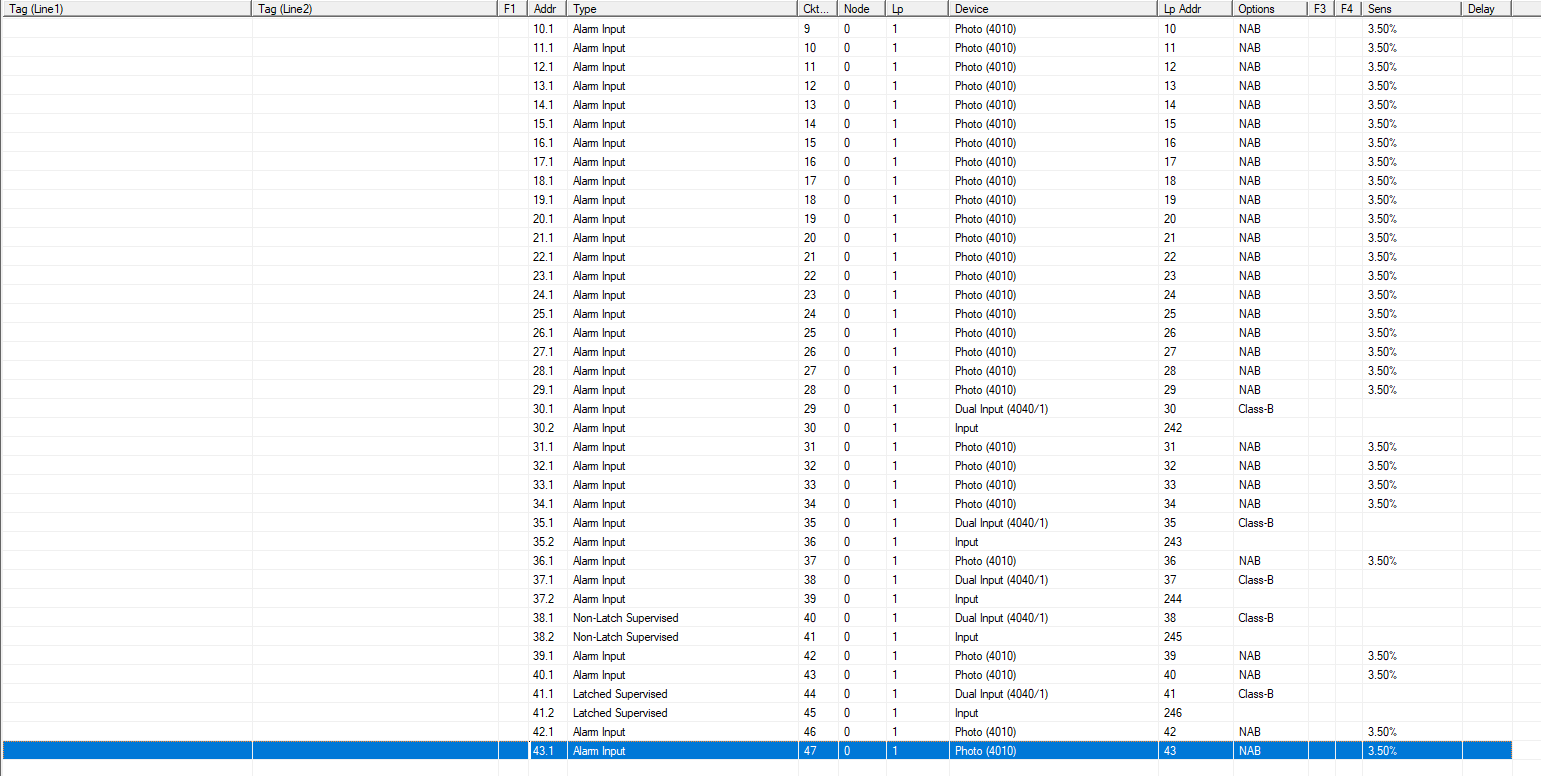 Tag (Line1) Tag (Line2) F1 Addr Type Ckt... Node Lp Device Lp Addr Options F3 F4 Sens Delay
10.1 Alarm Input 9 0 1 Photo (4010) 10 NAB 3.50%
11.1 Alarm Input 10 0 1 Photo (4010) 11 NAB 3.50%
12.1 Alarm Input 11 0 1 Photo (4010) 12 NAB 3.50%
13.1 Alarm Input 12 0 1 Photo (4010) 13 NAB 3.50%
14.1 Alarm Input 13 0 1 Photo (4010) 14 NAB 3.50%
15.1 Alarm Input 14 0 1 Photo (4010) 15 NAB 3.50%
16.1 Alarm Input 15 0 1 Photo (4010) 16 NAB 3.50%
17.1 Alarm Input 16 0 1 Photo (4010) 17 NAB 3.50%
18.1 Alarm Input 17 0 1 Photo (4010) 18 NAB 3.50%
19.1 Alarm Input 18 0 1 Photo (4010) 19 NAB 3.50%
20.1 Alarm Input 19 0 1 Photo (4010) 20 NAB 3.50%
21.1 Alarm Input 20 0 1 Photo (4010) 21 NAB 3.50%
22.1 Alarm Input 21 0 1 Photo (4010) 22 NAB 3.50%
23.1 Alarm Input 22 0 1 Photo (4010) 23 NAB 3.50%
24.1 Alarm Input 23 0 1 Photo (4010) 24 NAB 3.50%
25.1 Alarm Input 24 0 1 Photo (4010) 25 NAB 3.50%
26.1 Alarm Input 25 0 1 Photo (4010) 26 NAB 3.50%
27.1 Alarm Input 26 0 1 Photo (4010) 27 NAB 3.50%
28.1 Alarm Input 27 0 1 Photo (4010) 28 NAB 3.50%
29.1 Alarm Input 28 0 1 Photo (4010) 29 NAB 3.50%
30.1 Alarm Input 29 0 1 Dual Input (4040/1) 30 Class-B
30.2 Alarm Input 30 0 1 Input 242
31.1 Alarm Input 31 0 1 Photo (4010) 31 NAB 3.50%
32.1 Alarm Input 32 0 1 Photo (4010) 32 NAB 3.50%
33.1 Alarm Input 33 0 1 Photo (4010) 33 NAB 3.50%
34.1 Alarm Input 34 0 1 Photo (4010) 34 NAB 3.50%
35.1 Alarm Input 35 0 1 Dual Input (4040/1) 35 Class-B
35.2 Alarm Input 36 0 1 Input 243
36.1 Alarm Input 37 0 1 Photo (4010) 36 NAB 3.50%
37.1 Alarm Input 38 0 1 Dual Input (4040/1) 37 Class-B
37.2 Alarm Input 39 0 1 Input 244
38.1 Non-Latch Supervised 40 0 1 Dual Input (4040/1) 38 Class-B
38.2 Non-Latch Supervised 41 0 1 Input 245
39.1 Alarm Input 42 0 1 Photo (4010) 39 NAB 3.50%
40.1 Alarm Input 43 0 1 Photo (4010) 40 NAB 3.50%
41.1 Latched Supervised 44 0 1 Dual Input (4040/1) 41 Class-B
41.2 Latched Supervised 45 0 1 Input 246
42.1 Alarm Input 46 0 1 Photo (4010) 42 NAB 3.50%
43.1 Alarm Input 47 0 1 Photo (4010) 43 NAB 3.50%